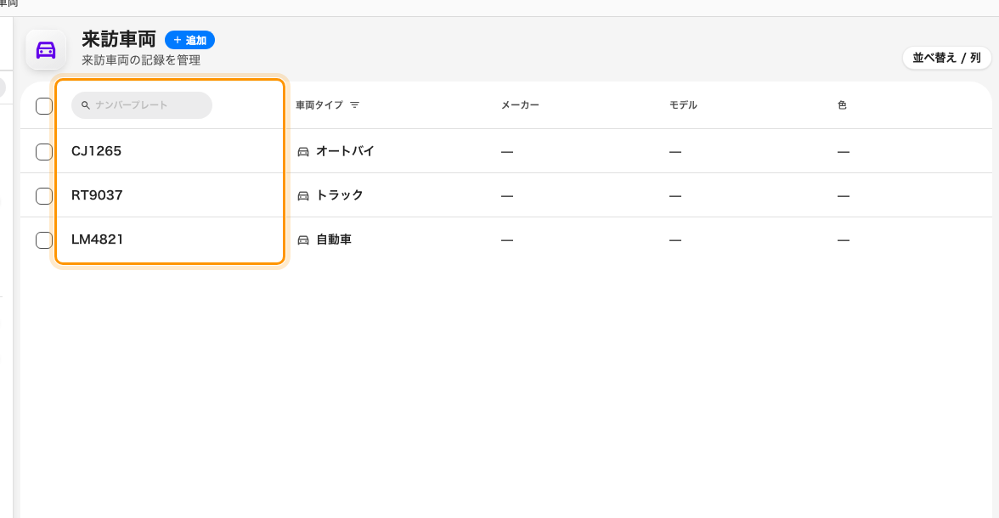 車両
来訪車両
+ 追加
来訪車両の記録を管理
並べ替え / 列
ナンバープレート 車両タイプ メーカー モデル 色
CJ1265 オートバイ — — —
RT9037 トラック — — —
LM4821 自動車 — — —